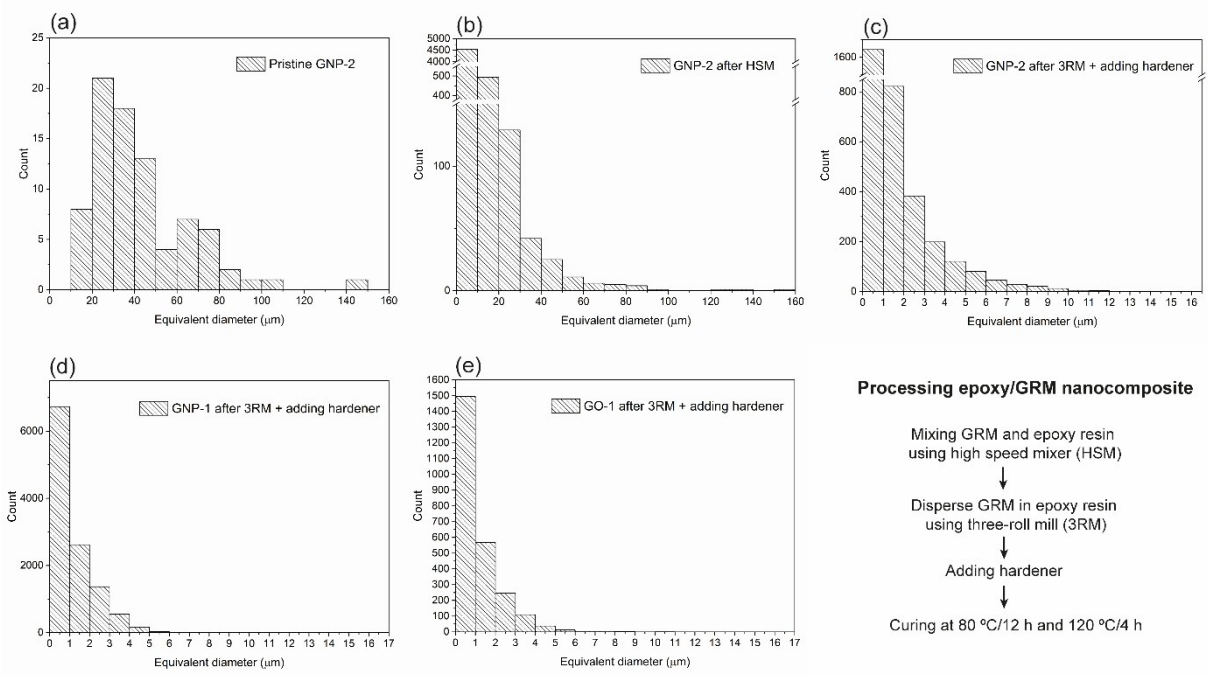 (a)
25
20
15
10
5
0
Count
Pristine GNP-2
0 20 40 60 80 100 120 140 160
Equivalent diameter (μm)
(b)
5000
4500
4000
500
400
100
0
Count
GNP-2 after HSM
0 20 40 60 80 100 120 140 160
Equivalent diameter (μm)
(c)
1600
800
600
400
200
0
Count
GNP-2 after 3RM + adding hardener
0 1 2 3 4 5 6 7 8 9 10 11 12 13 14 15 16
Equivalent diameter (μm)
(d)
6000
4000
2000
0
Count
GNP-1 after 3RM + adding hardener
0 1 2 3 4 5 6 7 8 9 10 11 12 13 14 15 16 17
Equivalent diameter (μm)
(e)
1600
1500
1400
1300
1200
1100
1000
900
800
700
600
500
400
300
200
100
0
Count
GO-1 after 3RM + adding hardener
0 1 2 3 4 5 6 7 8 9 10 11 12 13 14 15 16 17
Equivalent diameter (μm)
Processing epoxy/GRM nanocomposite
Mixing GRM and epoxy resin
using high speed mixer (HSM)
Disperse GRM in epoxy resin
using three-roll mill (3RM)
Adding hardener
Curing at 80 ºC/12 h and 120 ºC/4 h